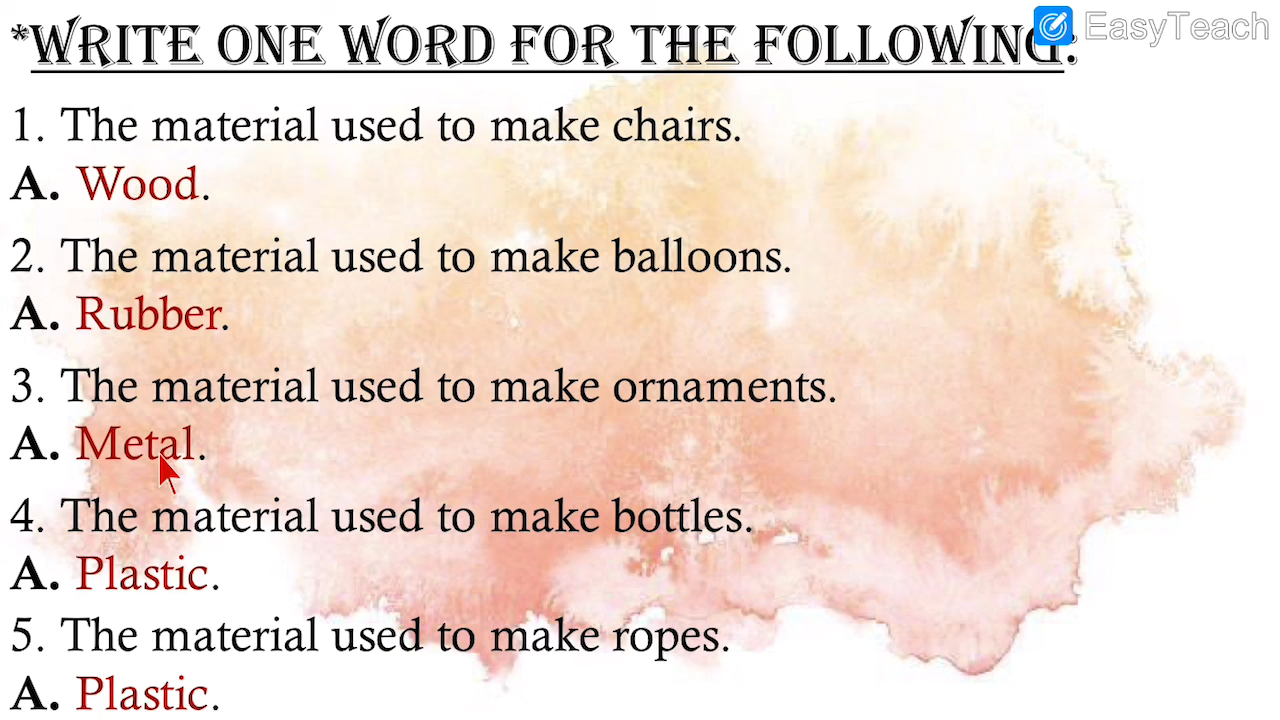 *WRITE ONE WORD FOR THE FOLLOWING:
EasyTeach
1. The material used to make chairs.
A. Wood.
2. The material used to make balloons.
A. Rubber.
3. The material used to make ornaments.
A. Metal.
4. The material used to make bottles.
A. Plastic.
5. The material used to make ropes.
A. Plastic.